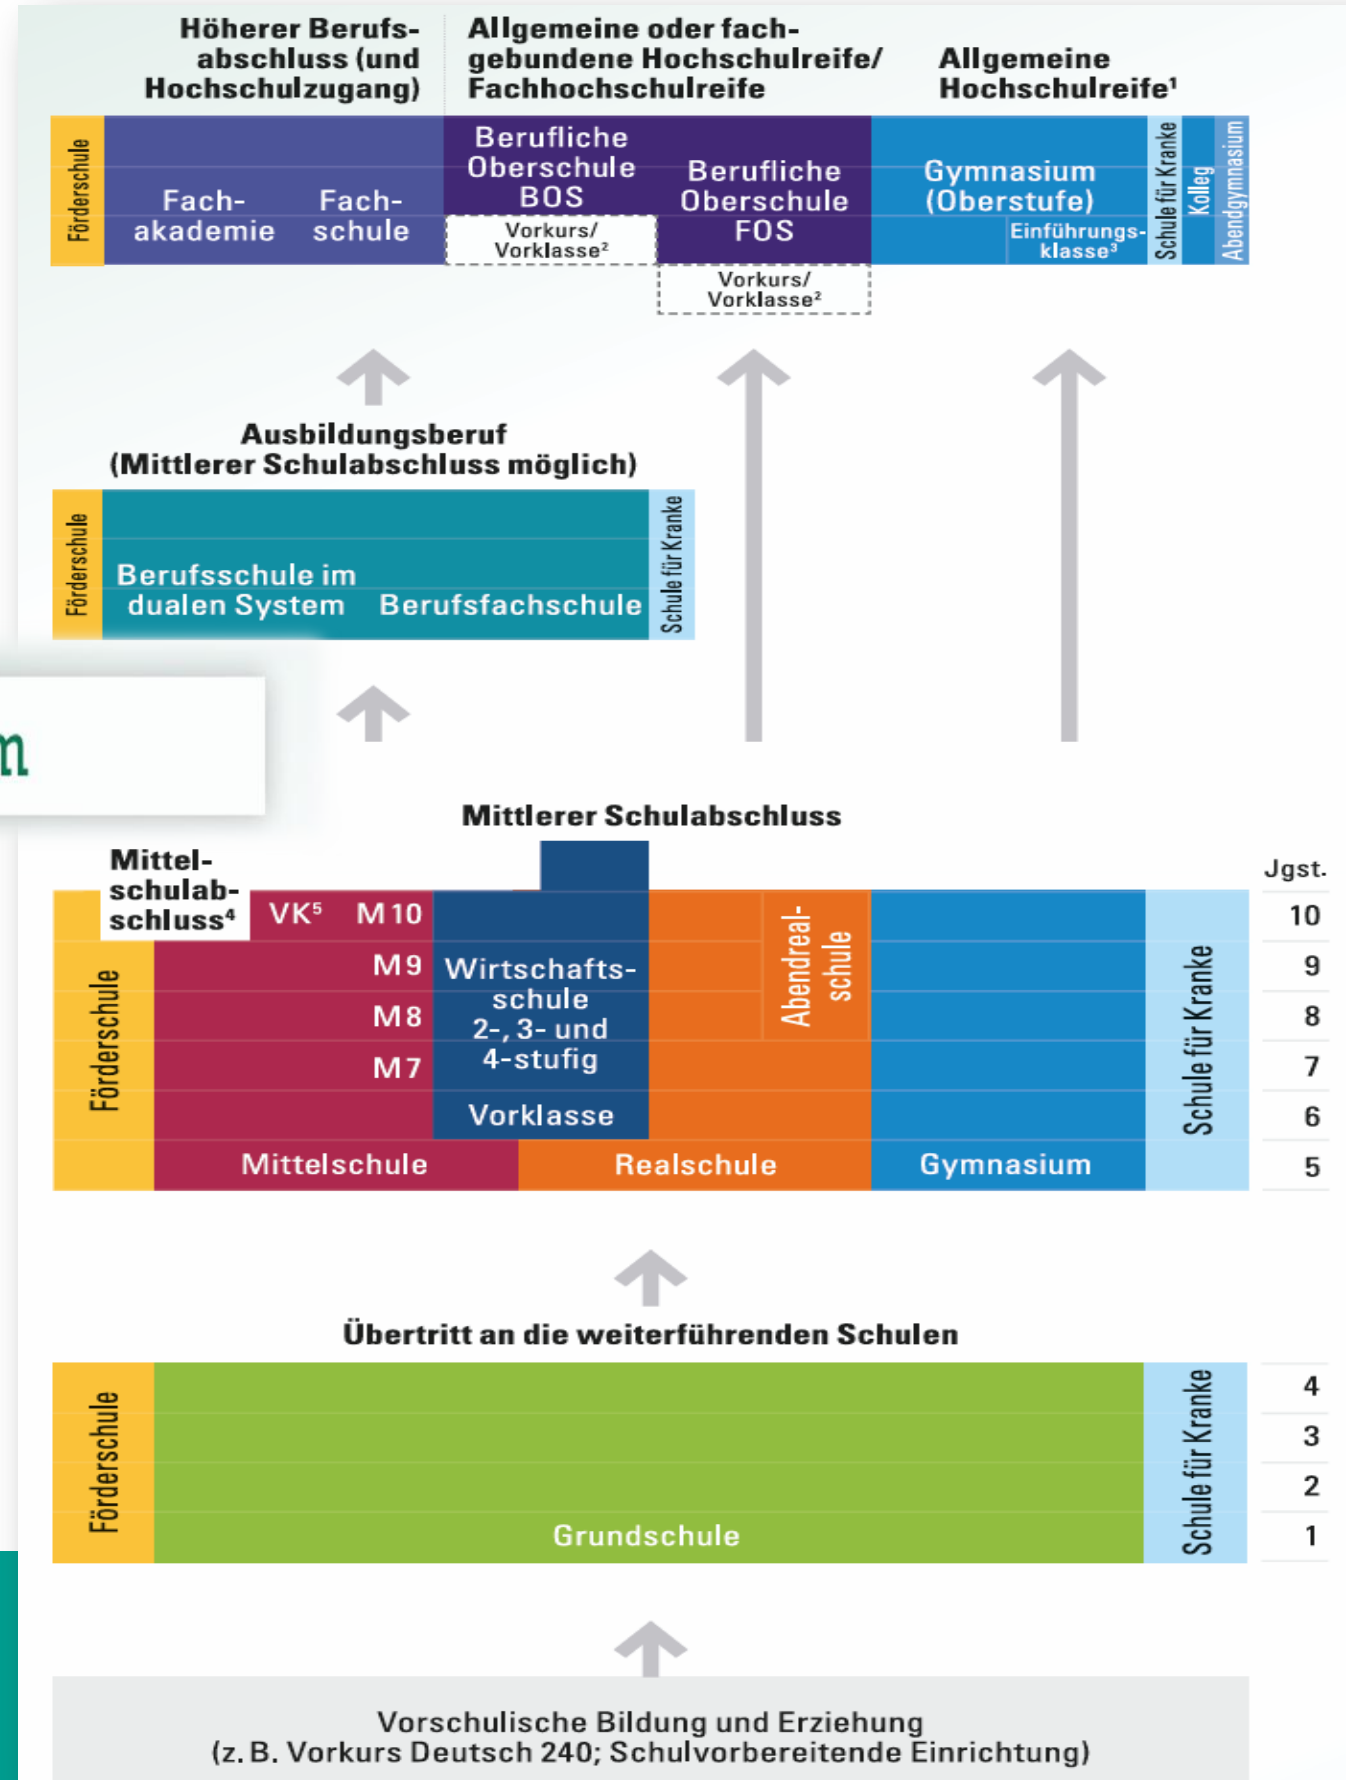 Höherer Berufs-
abschluss (und
Hochschulzugang)
Allgemeine oder fach-
gebundene Hochschulreife/
Fachhochschulreife
Allgemeine
Hochschulreife¹
Förderschule
Fach-
akademie
Fach-
schule
Berufliche
Oberschule
BOS
Vorkurs/
Vorklasse²
Berufliche
Oberschule
FOS
Vorkurs/
Vorklasse²
Gymnasium
(Oberstufe)
Einführungs-
klasse³
Schule für Kranke
Kolleg
Abendgymnasium
Ausbildungsberuf
(Mittlerer Schulabschluss möglich)
Förderschule
Berufsschule im
dualen System
Berufsfachschule
Schule für Kranke
Mittlerer Schulabschluss
Mittel-
schulab-
schluss⁴
Jgst.
Förderschule
VK⁵ M 10
M 9
M 8
M 7
Mittelschule
Wirtschafts-
schule
2-, 3- und
4-stufig
Vorklasse
Abendreal-
schule
Realschule
Gymnasium
Schule für Kranke
10
9
8
7
6
5
Übertritt an die weiterführenden Schulen
Förderschule
Grundschule
Schule für Kranke
4
3
2
1
Vorschulische Bildung und Erziehung
(z. B. Vorkurs Deutsch 240; Schulvorbereitende Einrichtung)